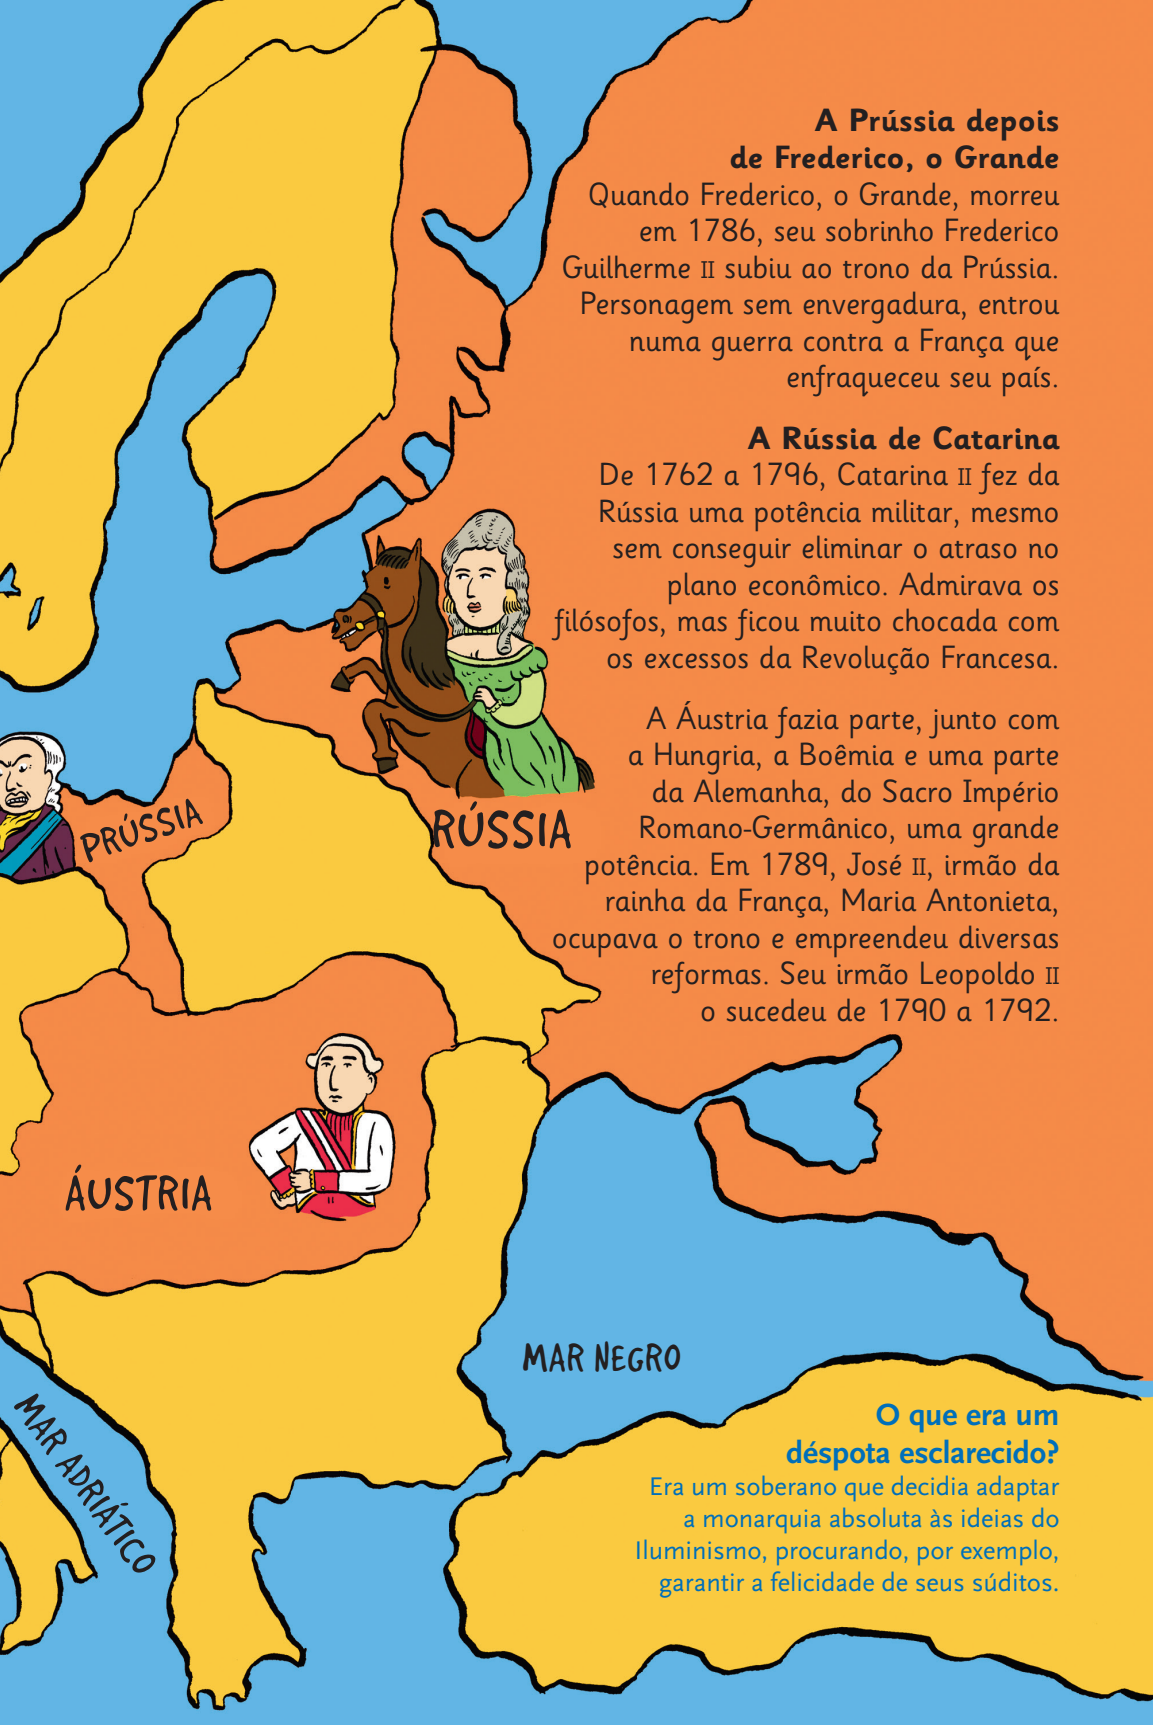 A Prússia depois
de Frederico, o Grande
Quando Frederico, o Grande, morreu
em 1786, seu sobrinho Frederico
Guilherme II subiu ao trono da Prússia.
Personagem sem envergadura, entrou
numa guerra contra a França que
enfraqueceu seu país.
A Rússia de Catarina
De 1762 a 1796, Catarina II fez da
Rússia uma potência militar, mesmo
sem conseguir eliminar o atraso no
plano econômico. Admirava os
filósofos, mas ficou muito chocada com
os excessos da Revolução Francesa.
A Áustria fazia parte, junto com
a Hungria, a Boêmia e uma parte
da Alemanha, do Sacro Império
Romano-Germânico, uma grande
potência. Em 1789, José II, irmão da
rainha da França, Maria Antonieta,
ocupava o trono e empreendeu diversas
reformas. Seu irmão Leopoldo II
o sucedeu de 1790 a 1792.
PRÚSSIA
RÚSSIA
ÁUSTRIA
MAR NEGRO
MAR ADRIÁTICO
O que era um
déspota esclarecido?
Era um soberano que decidia adaptar
a monarquia absoluta às ideias do
Iluminismo, procurando, por exemplo,
garantir a felicidade de seus súditos.